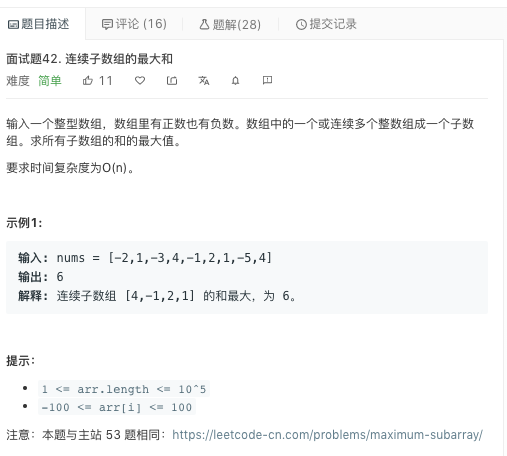 题目描述 评论 (16) 题解(28) 提交记录
面试题42. 连续子数组的最大和
难度 简单 11
输入一个整型数组，数组里有正数也有负数。数组中的一个或连续多个整数组成一个子数
组。求所有子数组的和的最大值。
要求时间复杂度为O(n)。
示例1:
输入: nums = [-2,1,-3,4,-1,2,1,-5,4]
输出: 6
解释: 连续子数组 [4,-1,2,1] 的和最大，为 6。
提示：
1 <= arr.length <= 10^5
-100 <= arr[i] <= 100
注意：本题与主站 53 题相同：https://leetcode-cn.com/problems/maximum-subarray/